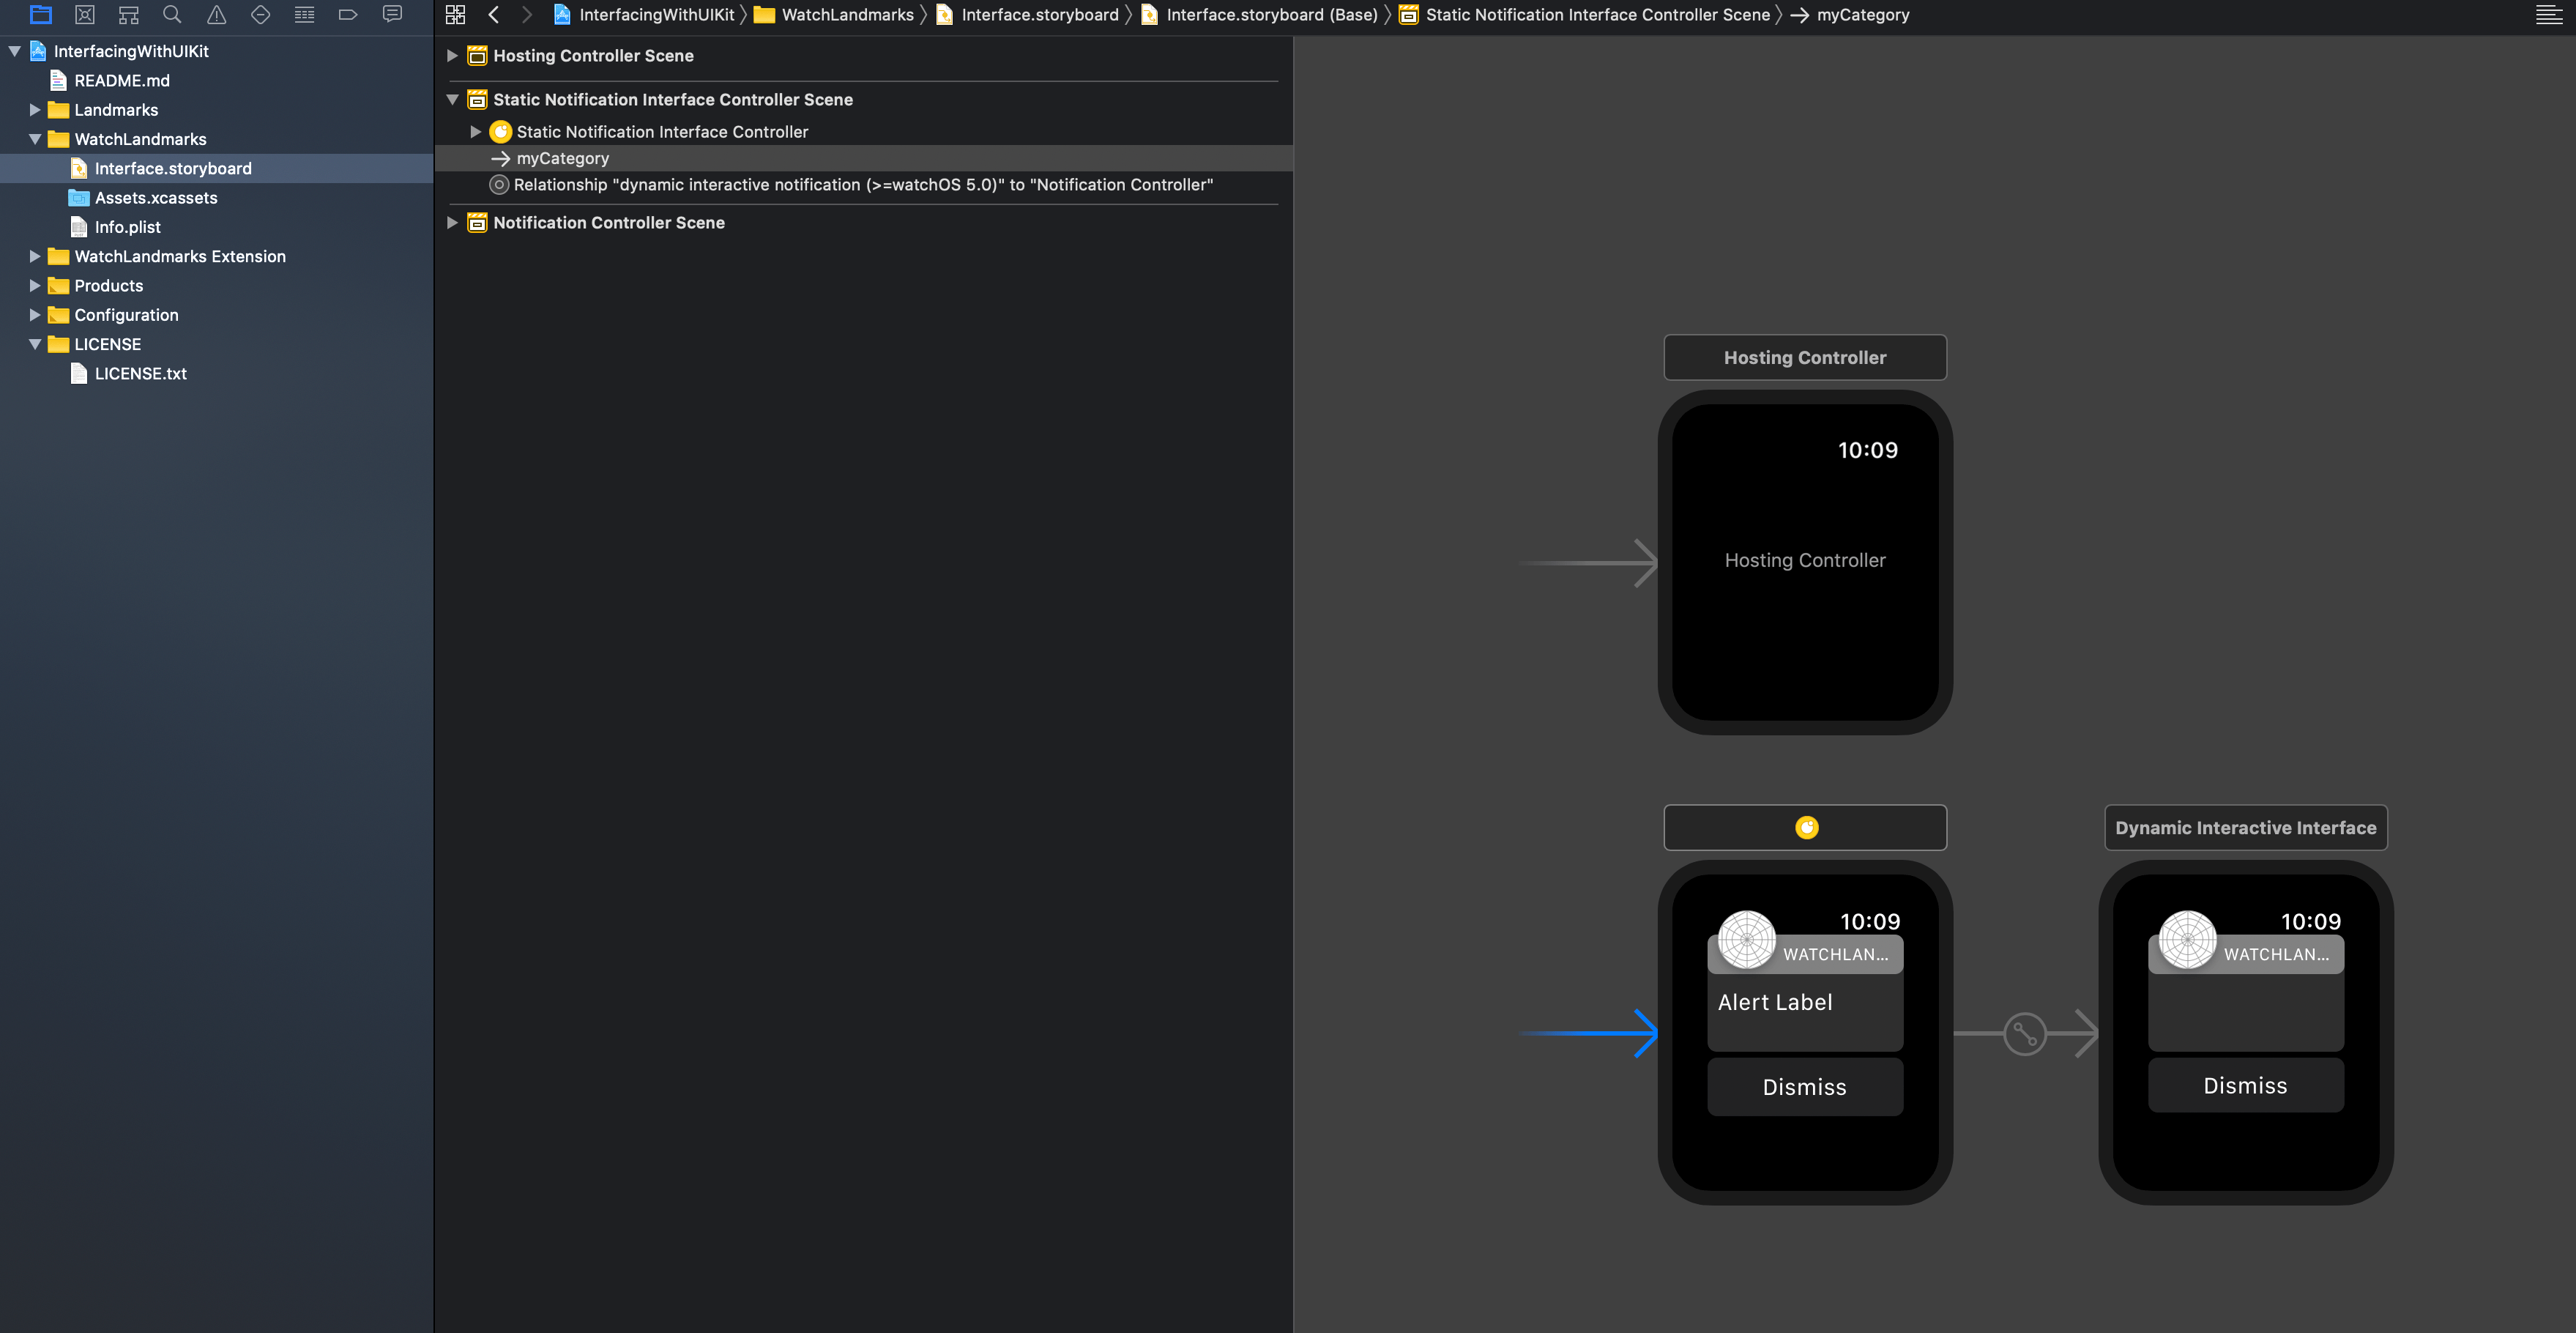 InterfacingWithUIKit
README.md
Landmarks
WatchLandmarks
Interface.storyboard
Assets.xcassets
Info.plist
WatchLandmarks Extension
Products
Configuration
LICENSE
LICENSE.txt
InterfacingWithUIKit WatchLandmarks Interface.storyboard Interface.storyboard (Base) Static Notification Interface Controller Scene myCategory
Hosting Controller Scene
Static Notification Interface Controller Scene
Static Notification Interface Controller
myCategory
Relationship "dynamic interactive notification (>=watchOS 5.0)" to "Notification Controller"
Notification Controller Scene
Hosting Controller
10:09
Hosting Controller
10:09
WATCHLAN...
Alert Label
Dismiss
Dynamic Interactive Interface
10:09
WATCHLAN...
Dismiss